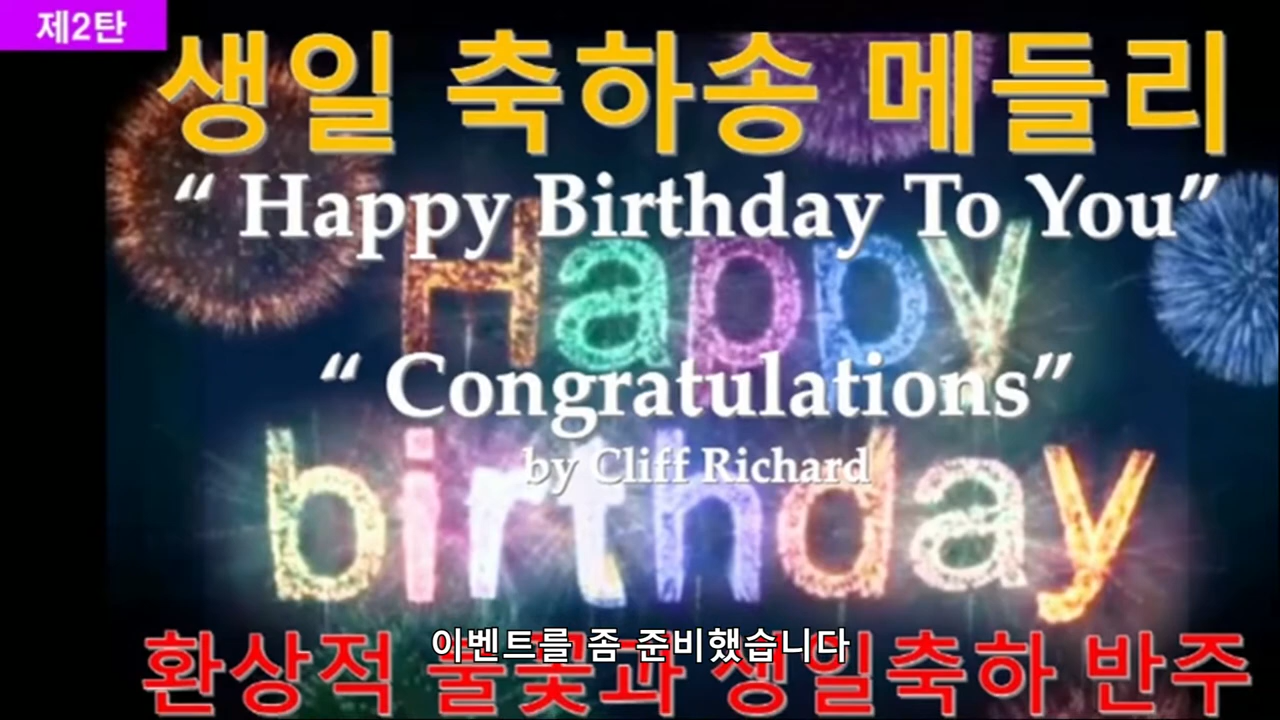 제2탄
생일 축하송 메들리
“ Happy Birthday To You”
Happy
“ Congratulations”
by Cliff Richard
birthday
이벤트를 좀 준비했습니다
환상적 불꽃과 생일축하 반주